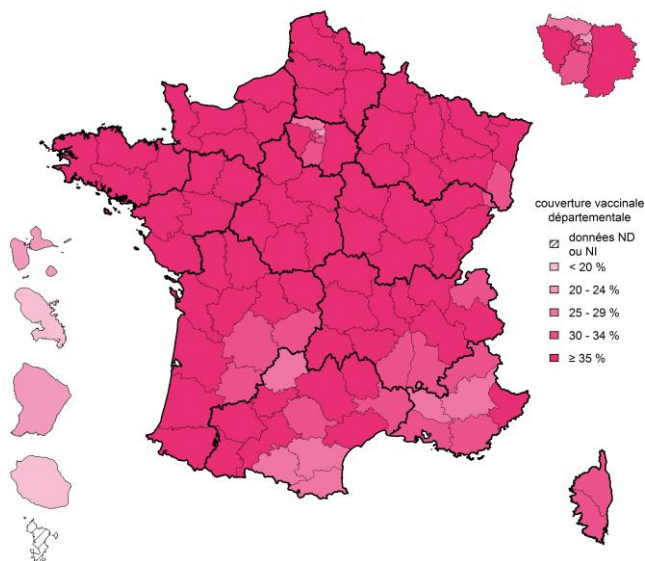 couverture vaccinale
départementale
données ND
ou NI
< 20 %
20 - 24 %
25 - 29 %
30 - 34 %
≥ 35 %